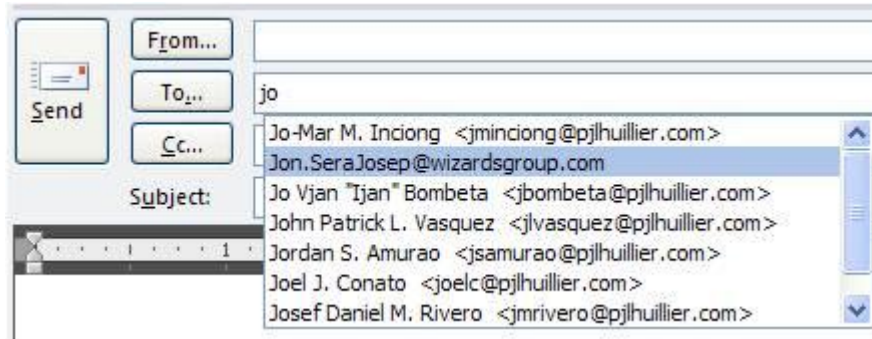 From...
Send
To...
jo
Cc...
Jo-Mar M. Inciong <jminciong@pjlhuillier.com>
Jon.SeraJosep@wizardsgroup.com
Subject:
Jo Vjan "Ijan" Bombeta <jbombeta@pjlhuillier.com>
John Patrick L. Vasquez <jlvasquez@pjlhuillier.com>
1
Jordan S. Amurao <jsamurao@pjlhuillier.com>
Joel J. Conato <joelc@pjlhuillier.com>
Josef Daniel M. Rivero <jmrivero@pjlhuillier.com>